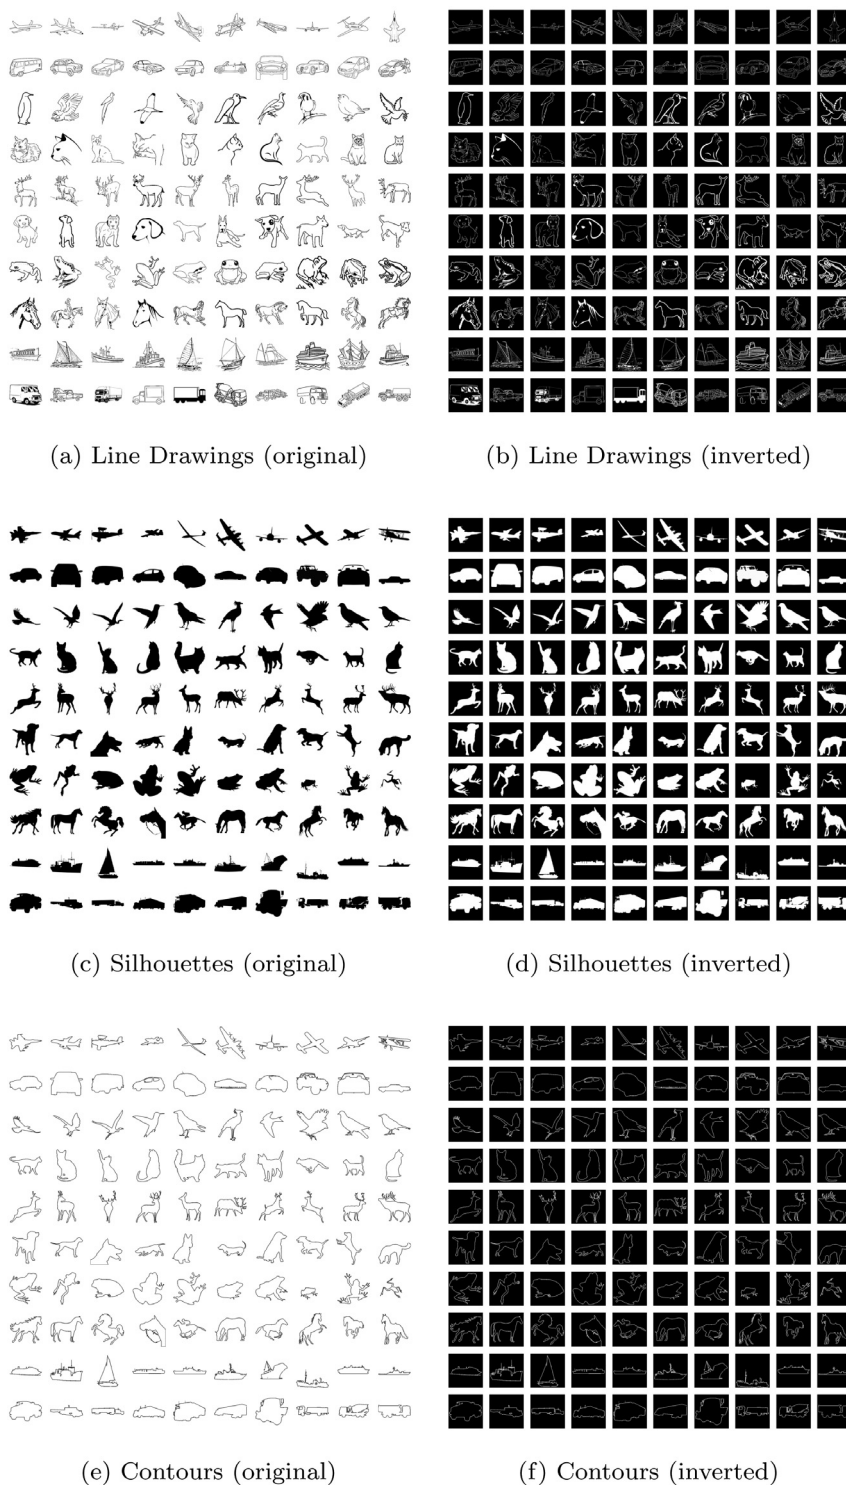 (a) Line Drawings (original)
(b) Line Drawings (inverted)
(c) Silhouettes (original)
(d) Silhouettes (inverted)
(e) Contours (original)
(f) Contours (inverted)